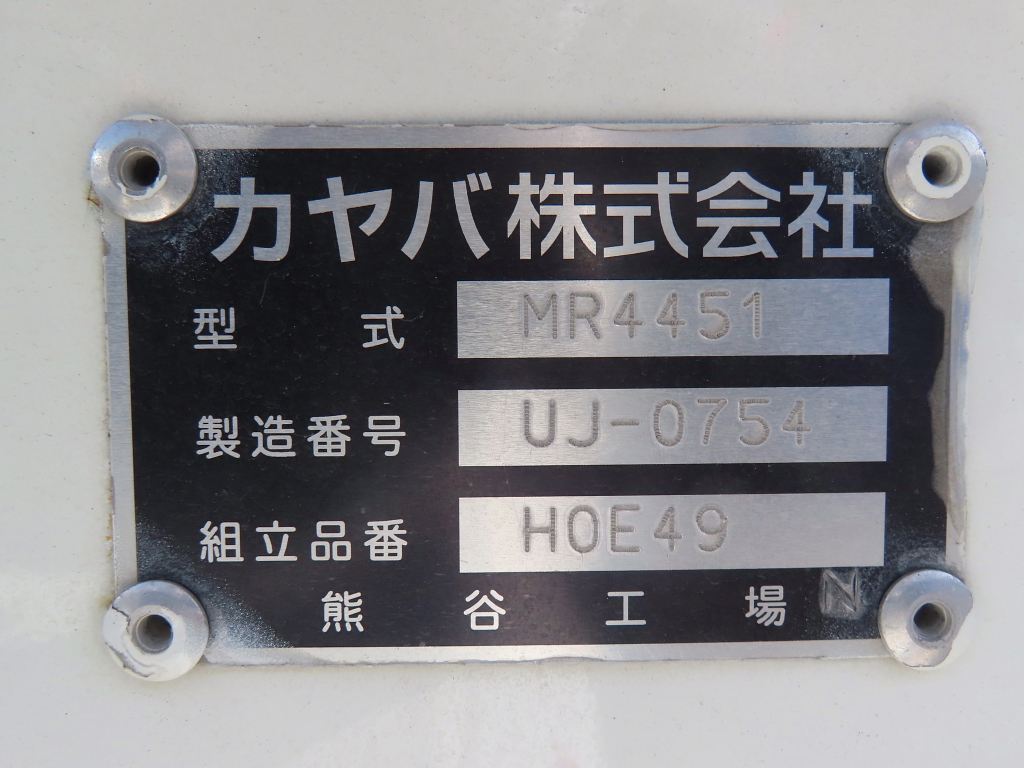 カヤバ株式会社
型式 MR4451
製造番号 UJ-0754
組立品番 H0E49
熊谷工場 N